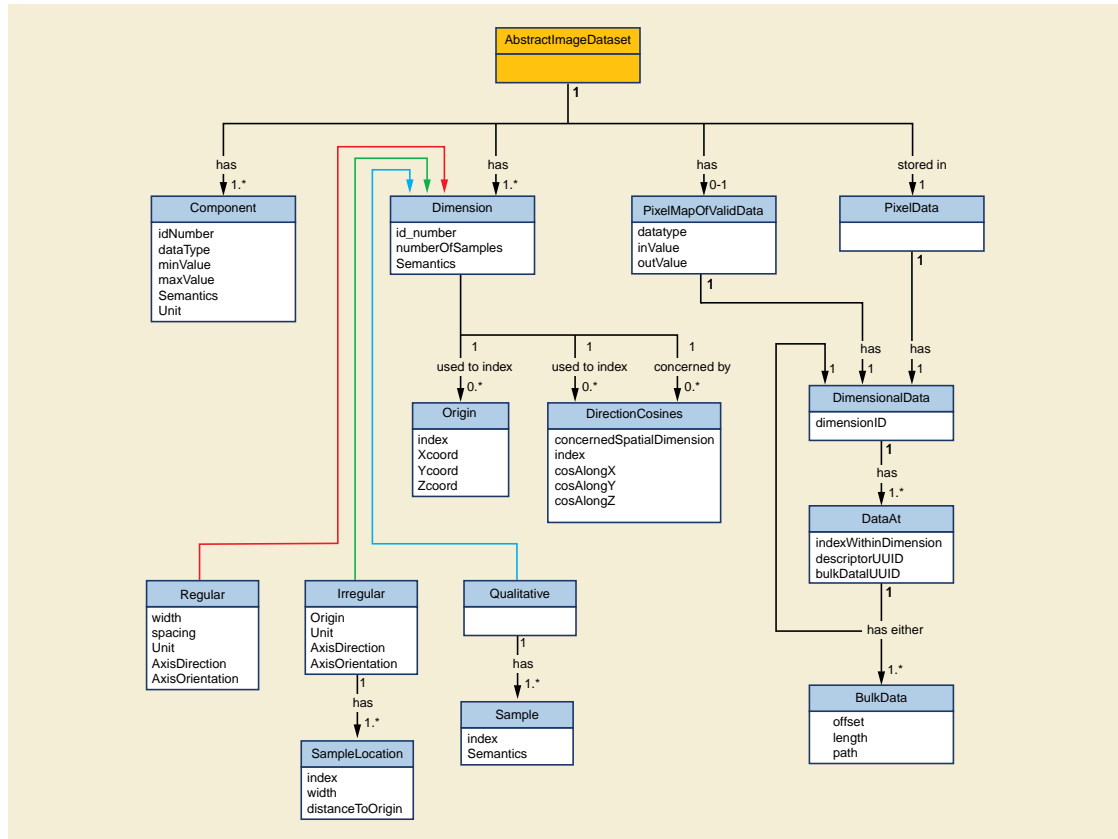 AbstractImageDataset
1
has
1.*
has
1.*
has
0-1
stored in
1
Component
idNumber
dataType
minValue
maxValue
Semantics
Unit
Dimension
id_number
numberOfSamples
Semantics
PixelMapOfValidData
datatype
inValue
outValue
1
PixelData
1
1
used to index
0.*
1
used to index
0.*
1
concerned by
0.*
has
1
has
1
1
Origin
index
Xcoord
Ycoord
Zcoord
DirectionCosines
concernedSpatialDimension
index
cosAlongX
cosAlongY
cosAlongZ
DimensionalData
dimensionID
1
has
1.*
DataAt
indexWithinDimension
descriptorUUID
bulkDatalUUID
1
has either
1.*
BulkData
offset
length
path
Regular
width
spacing
Unit
AxisDirection
AxisOrientation
Irregular
Origin
Unit
AxisDirection
AxisOrientation
1
has
1.*
SampleLocation
index
width
distanceToOrigin
Qualitative
1
has
1.*
Sample
index
Semantics